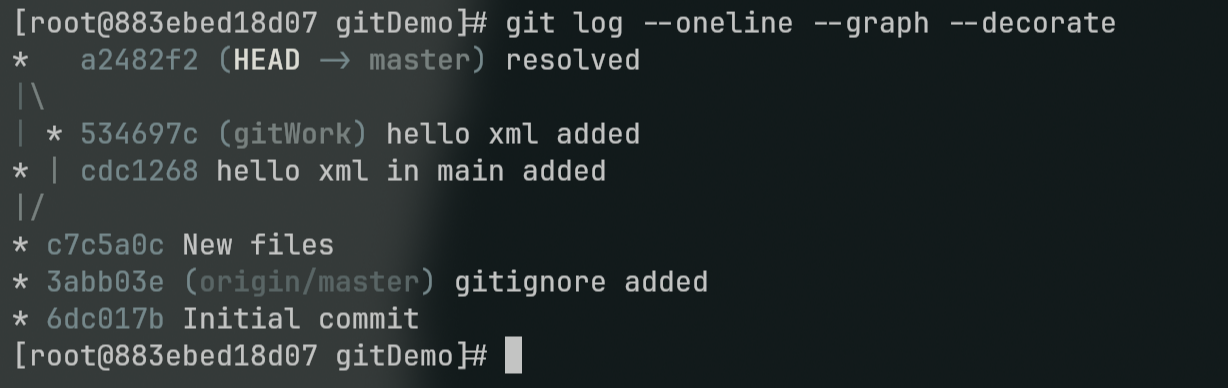 [root@883ebed18d07 gitDemo]# git log --oneline --graph --decorate
*   a2482f2 (HEAD -> master) resolved
|\
| * 534697c (gitWork) hello xml added
* | cdc1268 hello xml in main added
|/
* c7c5a0c New files
* 3abb03e (origin/master) gitignore added
* 6dc017b Initial commit
[root@883ebed18d07 gitDemo]#